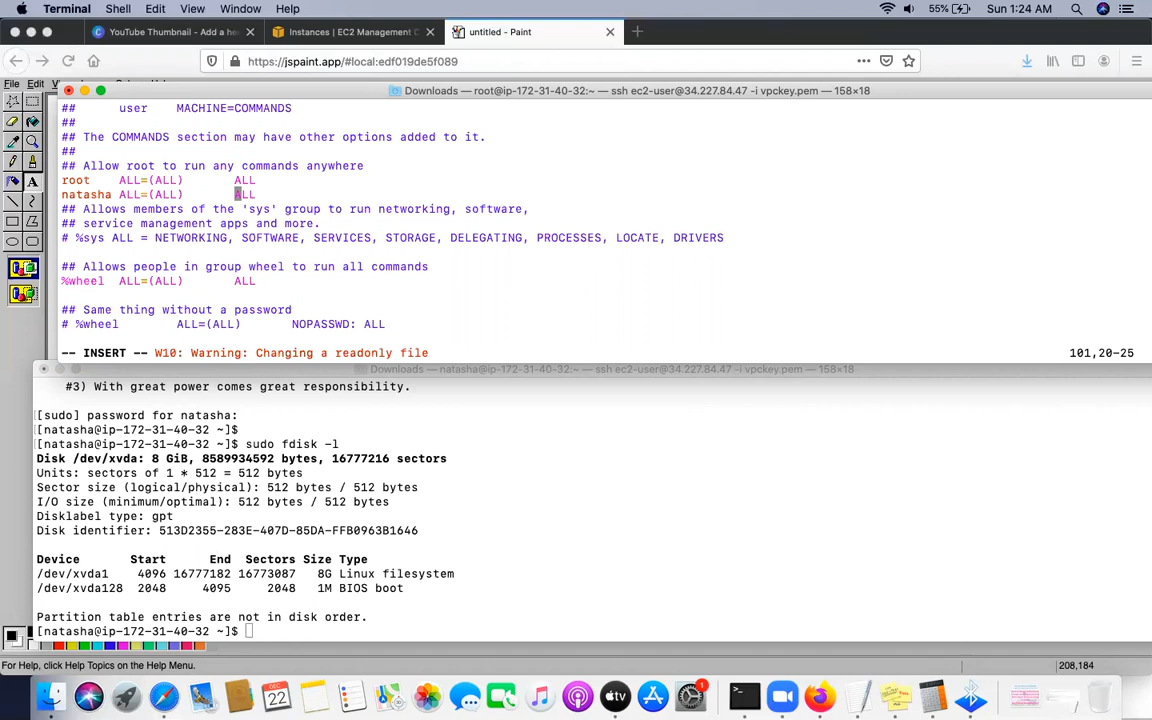 Terminal Shell Edit View Window Help 55% Sun 1:24 AM
YouTube Thumbnail - Add a he Instances | EC2 Management C untitled - Paint
https://jspaint.app/#local:edf019de5f089
File Edit
Downloads — root@ip-172-31-40-32:~ — ssh ec2-user@34.227.84.47 -i vpckey.pem — 158×18
## user MACHINE=COMMANDS
##
## The COMMANDS section may have other options added to it.
##
## Allow root to run any commands anywhere
root ALL=(ALL) ALL
natasha ALL=(ALL) ALL
## Allows members of the 'sys' group to run networking, software,
## service management apps and more.
# %sys ALL = NETWORKING, SOFTWARE, SERVICES, STORAGE, DELEGATING, PROCESSES, LOCATE, DRIVERS
## Allows people in group wheel to run all commands
%wheel ALL=(ALL) ALL
## Same thing without a password
# %wheel ALL=(ALL) NOPASSWD: ALL
-- INSERT -- W10: Warning: Changing a readonly file 101,20-25
Downloads — natasha@ip-172-31-40-32:~ — ssh ec2-user@34.227.84.47 -i vpckey.pem — 158×18
#3) With great power comes great responsibility.
[sudo] password for natasha:
[natasha@ip-172-31-40-32 ~]$
[natasha@ip-172-31-40-32 ~]$ sudo fdisk -l
Disk /dev/xvda: 8 GiB, 8589934592 bytes, 16777216 sectors
Units: sectors of 1 * 512 = 512 bytes
Sector size (logical/physical): 512 bytes / 512 bytes
I/O size (minimum/optimal): 512 bytes / 512 bytes
Disklabel type: gpt
Disk identifier: 513D2355-283E-407D-85DA-FFB0963B1646
Device Start End Sectors Size Type
/dev/xvda1 4096 16777182 16773087 8G Linux filesystem
/dev/xvda128 2048 4095 2048 1M BIOS boot
Partition table entries are not in disk order.
[natasha@ip-172-31-40-32 ~]$
For Help, click Help Topics on the Help Menu. 208,184
DEC
22
tv
1